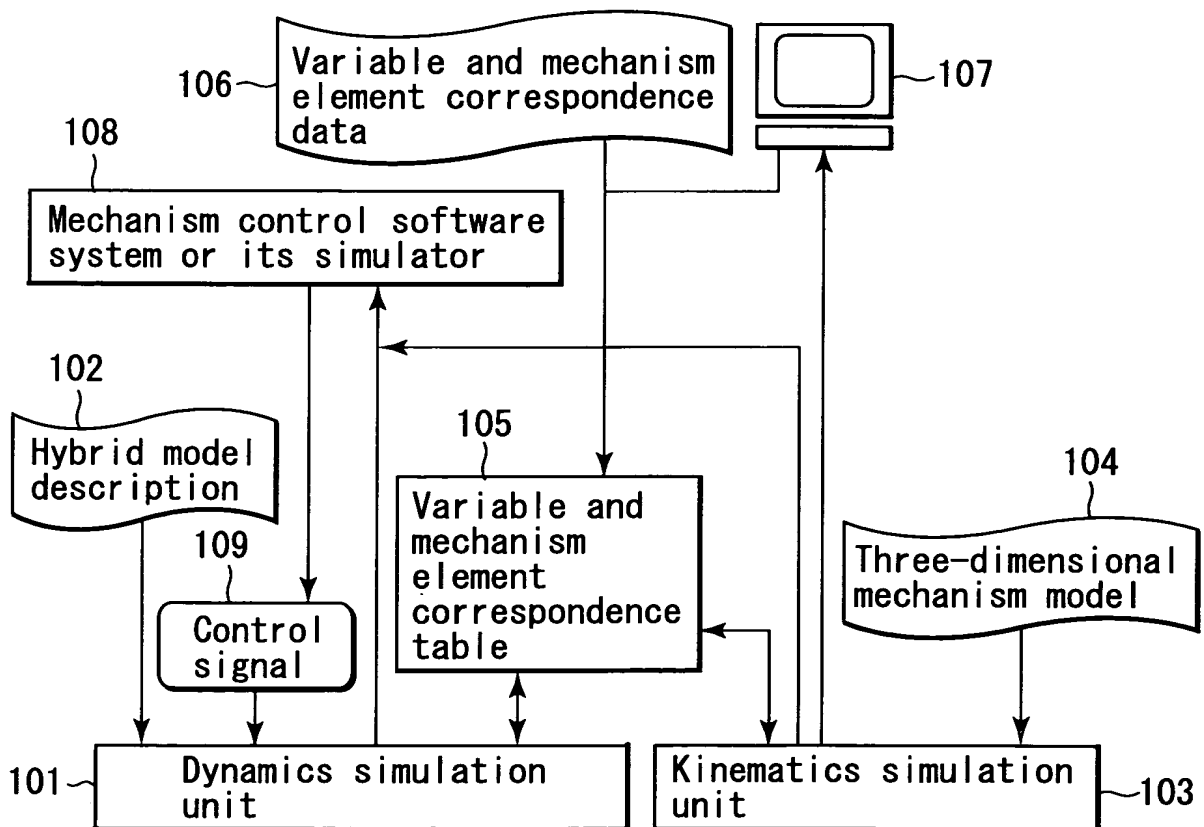 106
Variable and mechanism
element correspondence
data
107
108
Mechanism control software
system or its simulator
102
Hybrid model
description
105
Variable and
mechanism
element
correspondence
table
104
Three-dimensional
mechanism model
109
Control
signal
101
Dynamics simulation
unit
Kinematics simulation
unit
103